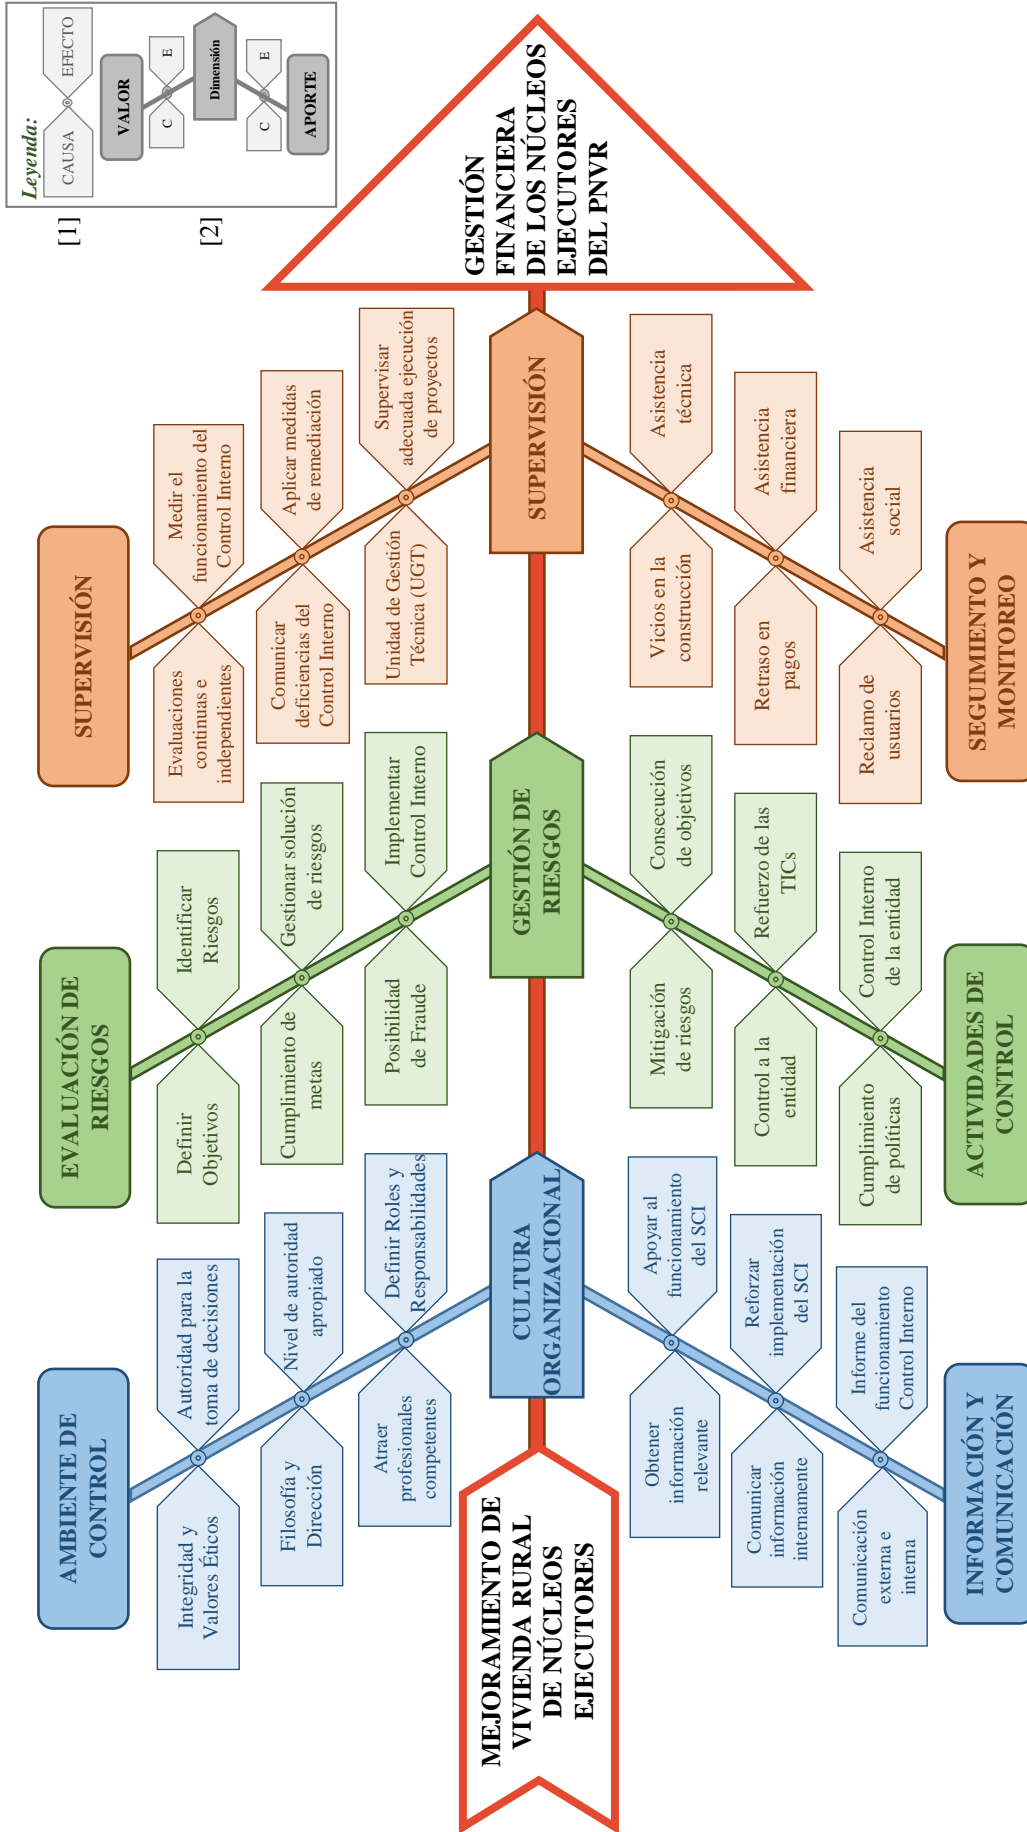 Leyenda:
[1]
CAUSA
EFECTO
[2]
VALOR
C
E
Dimensión
C
E
APORTE
AMBIENTE DE
CONTROL
Integridad y
Valores Éticos
Autoridad para la
toma de decisiones
Filosofía y
Dirección
Nivel de autoridad
apropiado
Atraer
profesionales
competentes
Definir Roles y
Responsabilidades
EVALUACIÓN DE
RIESGOS
Definir
Objetivos
Identificar
Riesgos
Cumplimiento de
metas
Gestionar solución
de riesgos
Posibilidad
de Fraude
Implementar
Control Interno
SUPERVISIÓN
Evaluaciones
continuas e
independientes
Medir el
funcionamiento del
Control Interno
Comunicar
deficiencias del
Control Interno
Aplicar medidas
de remediación
Unidad de Gestión
Técnica (UGT)
Supervisar
adecuada ejecución
de proyectos
MEJORAMIENTO DE
VIVIENDA RURAL
DE NÚCLEOS
EJECUTORES
CULTURA
ORGANIZACIONAL
GESTIÓN DE
RIESGOS
SUPERVISIÓN
GESTIÓN
FINANCIERA
DE LOS NÚCLEOS
EJECUTORES
DEL PNVR
Obtener
información
relevante
Apoyar al
funcionamiento
del SCI
Comunicar
información
internamente
Reforzar
implementación
del SCI
Comunicación
externa e
interna
Informe del
funcionamiento
Control Interno
INFORMACIÓN Y
COMUNICACIÓN
Mitigación
de riesgos
Consecución
de objetivos
Control a la
entidad
Refuerzo de las
TICs
Cumplimiento
de políticas
Control Interno
de la entidad
ACTIVIDADES DE
CONTROL
Vicios en la
construcción
Asistencia
técnica
Retraso en
pagos
Asistencia
financiera
Reclamo de
usuarios
Asistencia
social
SEGUIMIENTO Y
MONITOREO